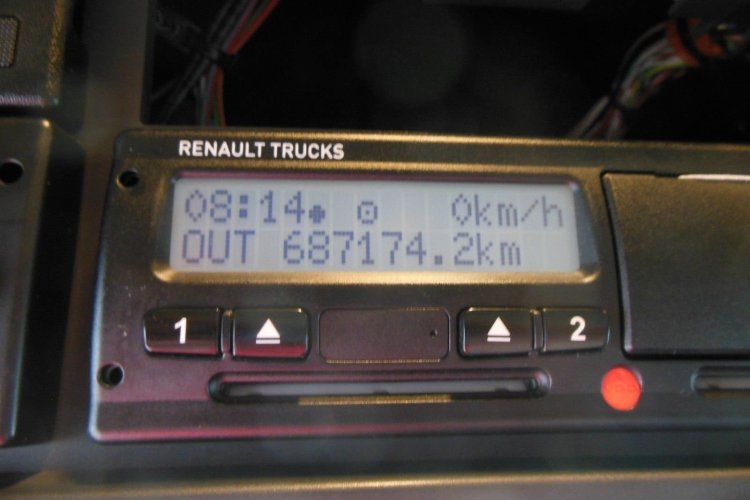 RENAULT TRUCKS
08:14● ⊙ 0km/h
OUT 687174.2km
1 ⏏ ⏏ 2